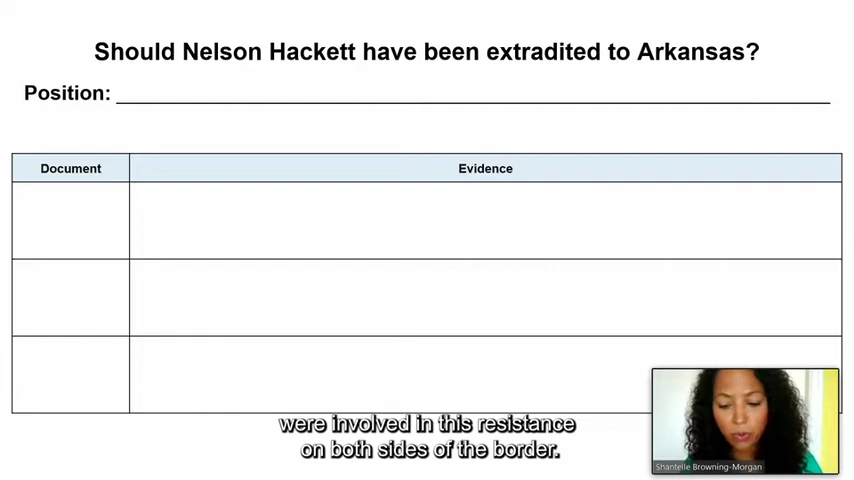 Should Nelson Hackett have been extradited to Arkansas?
Position:
Document Evidence
were involved in this resistance
on both sides of the border.
Shantelle Browning-Morgan